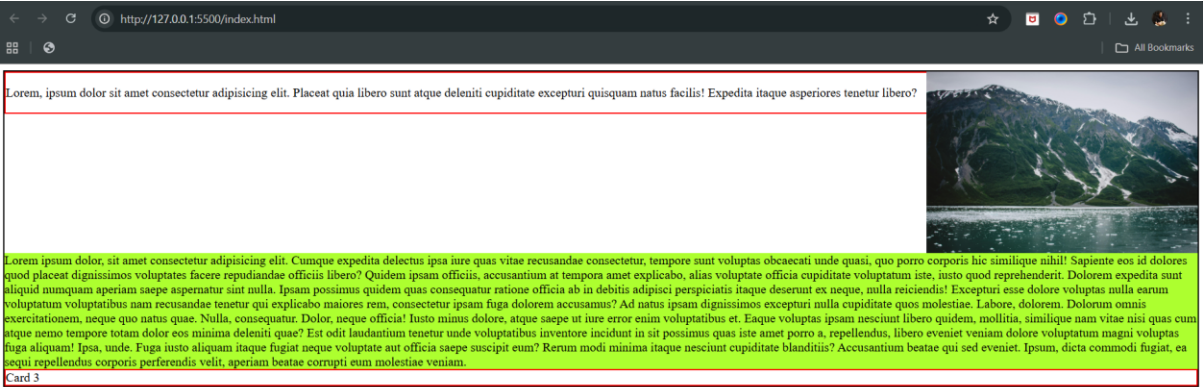 http://127.0.0.1:5500/index.html
All Bookmarks
Lorem, ipsum dolor sit amet consectetur adipisicing elit. Placeat quia libero sunt atque deleniti cupiditate excepturi quisquam natus facilis! Expedita itaque asperiores tenetur libero?
Lorem ipsum dolor, sit amet consectetur adipisicing elit. Cumque expedita delectus ipsa iure quas vitae recusandae consectetur, tempore sunt voluptas obcaecati unde quasi, quo porro corporis hic similique nihil! Sapiente eos id dolores
quod placeat dignissimos voluptates facere repudiandae officiis libero? Quidem ipsam officiis, accusantium at tempora amet explicabo, alias voluptate officia cupiditate voluptatum iste, iusto quod reprehenderit. Dolorem expedita sunt
aliquid numquam aperiam saepe aspernatur sint nulla. Ipsam possimus quidem quas consequatur ratione officia ab in debitis adipisci perspiciatis itaque deserunt ex neque, nulla reiciendis! Excepturi esse dolore voluptas nulla earum
voluptatum voluptatibus nam recusandae tenetur qui explicabo maiores rem, consectetur ipsam fuga dolorem accusamus? Ad natus ipsam dignissimos excepturi nulla cupiditate quos molestiae. Labore, dolorem. Dolorum omnis
exercitationem, neque quo natus quae. Nulla, consequatur. Dolor, neque officia! Iusto minus dolore, atque saepe ut iure error enim voluptatibus et. Eaque voluptas ipsam nesciunt libero quidem, mollitia, similique nam vitae nisi quas cum
atque nemo tempore totam dolor eos minima deleniti quae? Est odit laudantium tenetur unde voluptatibus inventore incidunt in sit possimus quas iste amet porro a, repellendus, libero eveniet veniam dolore voluptatum magni voluptas
fuga aliquam! Ipsa, unde. Fuga iusto aliquam itaque fugiat neque voluptate aut officia saepe suscipit eum? Rerum modi minima itaque nesciunt cupiditate blanditiis? Accusantium beatae qui sed eveniet. Ipsum, dicta commodi fugiat, ea
sequi repellendus corporis perferendis velit, aperiam beatae corrupti eum molestiae veniam.
Card 3